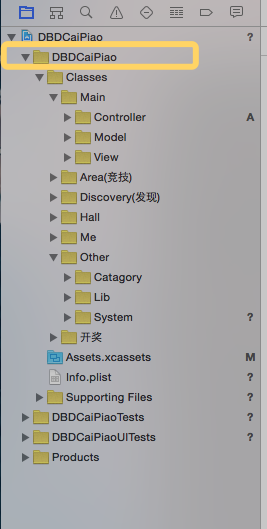 DBDCaiPiao ?
DBDCaiPiao
Classes
Main
Controller A
Model
View
Area(竞技)
Discovery(发现)
Hall
Me
Other
Catagory
Lib
System ?
开奖
Assets.xcassets M
Info.plist ?
Supporting Files ?
DBDCaiPiaoTests ?
DBDCaiPiaoUITests ?
Products